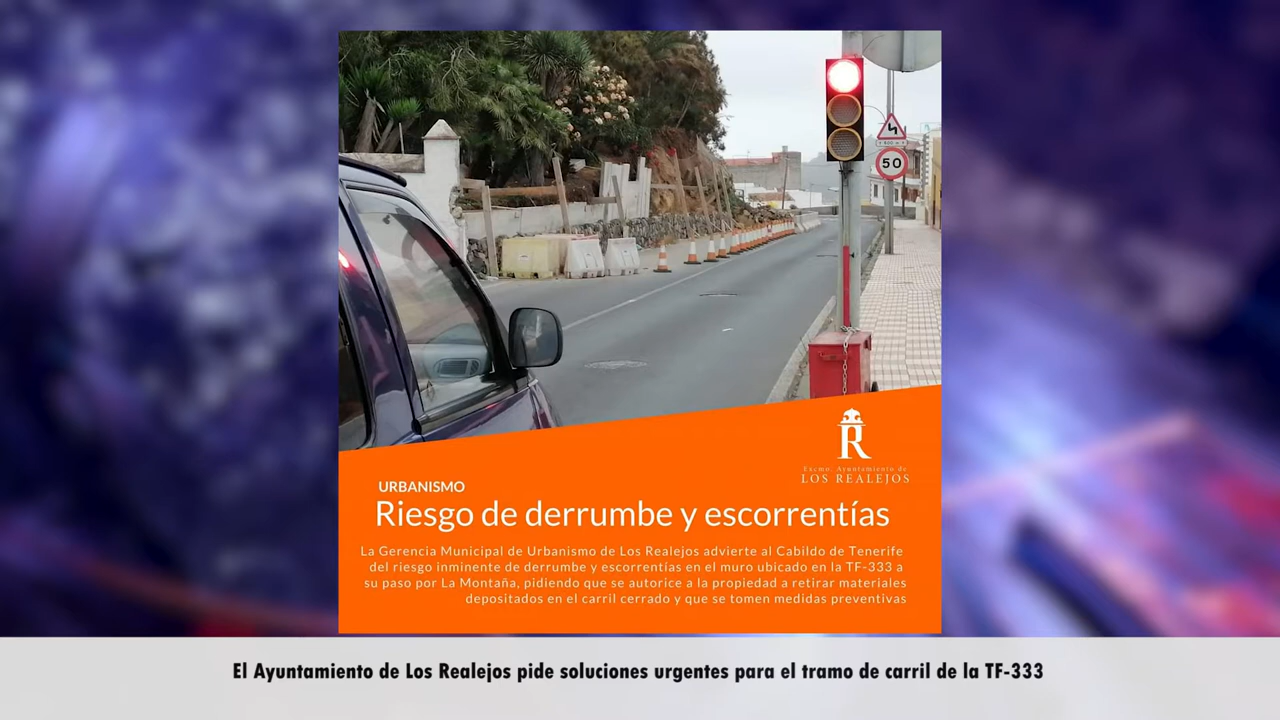 50
Excmo. Ayuntamiento de
LOS REALEJOS
URBANISMO
Riesgo de derrumbe y escorrentías
La Gerencia Municipal de Urbanismo de Los Realejos advierte al Cabildo de Tenerife
del riesgo inminente de derrumbe y escorrentías en el muro ubicado en la TF-333 a
su paso por La Montaña, pidiendo que se autorice a la propiedad a retirar materiales
depositados en el carril cerrado y que se tomen medidas preventivas
El Ayuntamiento de Los Realejos pide soluciones urgentes para el tramo de carril de la TF-333